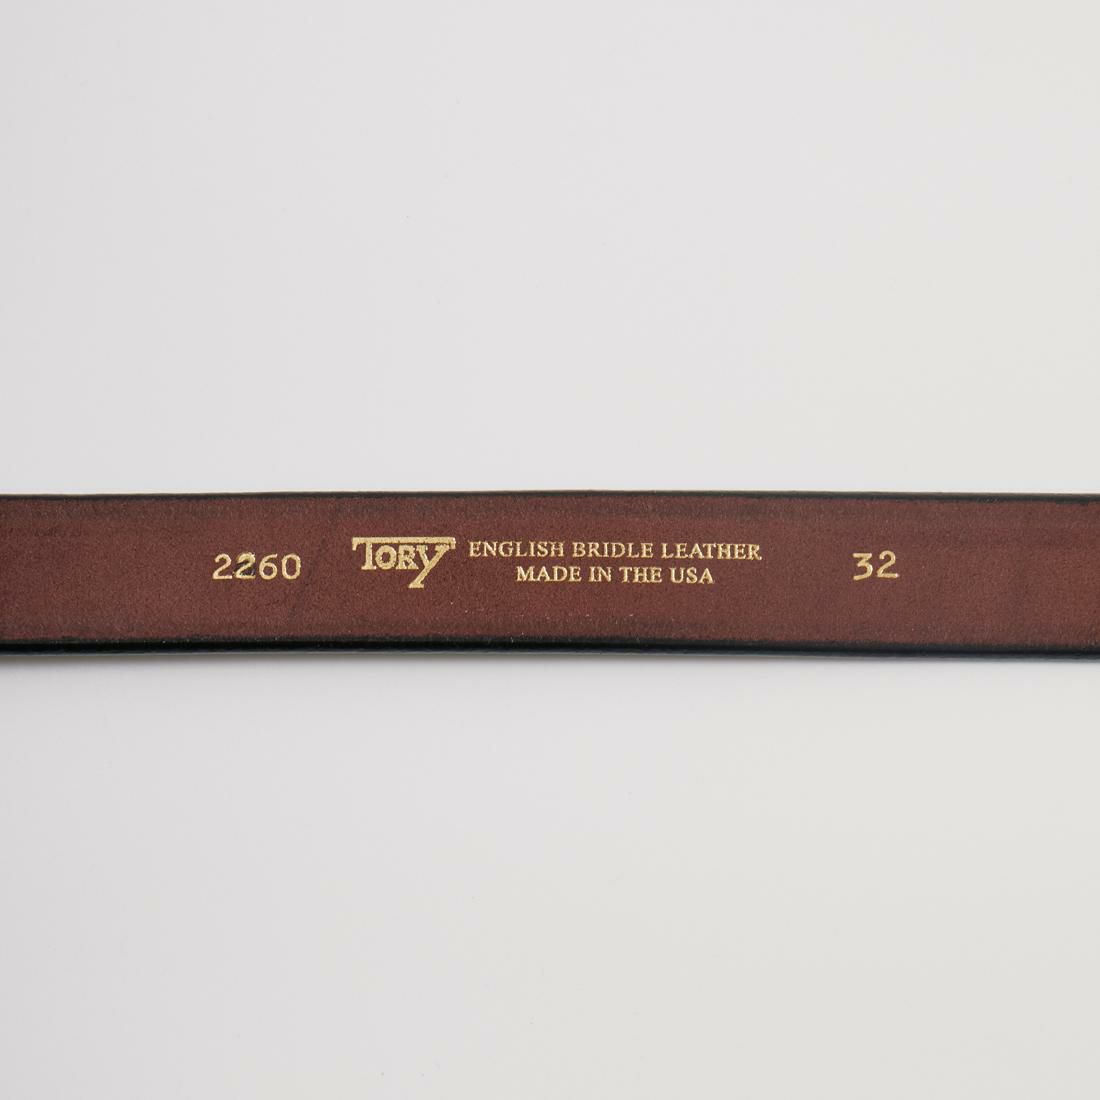 2260 TORY ENGLISH BRIDLE LEATHER 32
MADE IN THE USA